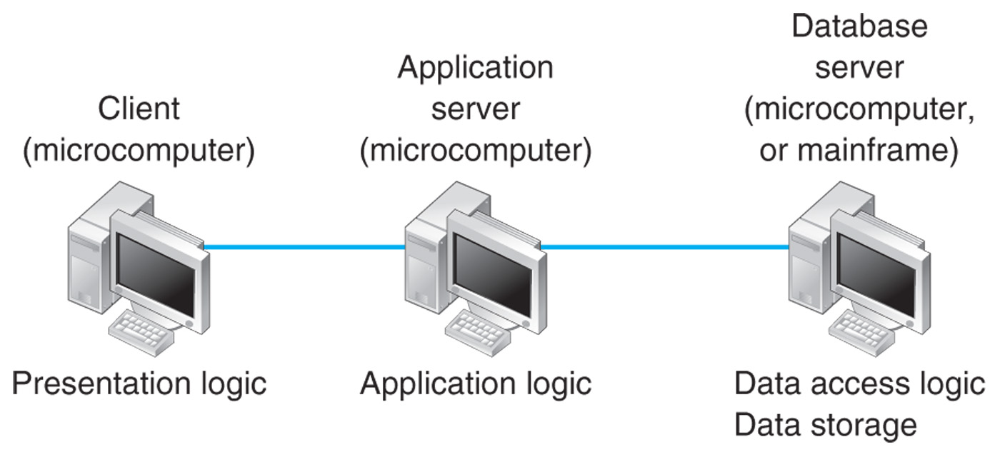 Client
(microcomputer)
Application
server
(microcomputer)
Database
server
(microcomputer,
or mainframe)
Presentation logic
Application logic
Data access logic
Data storage